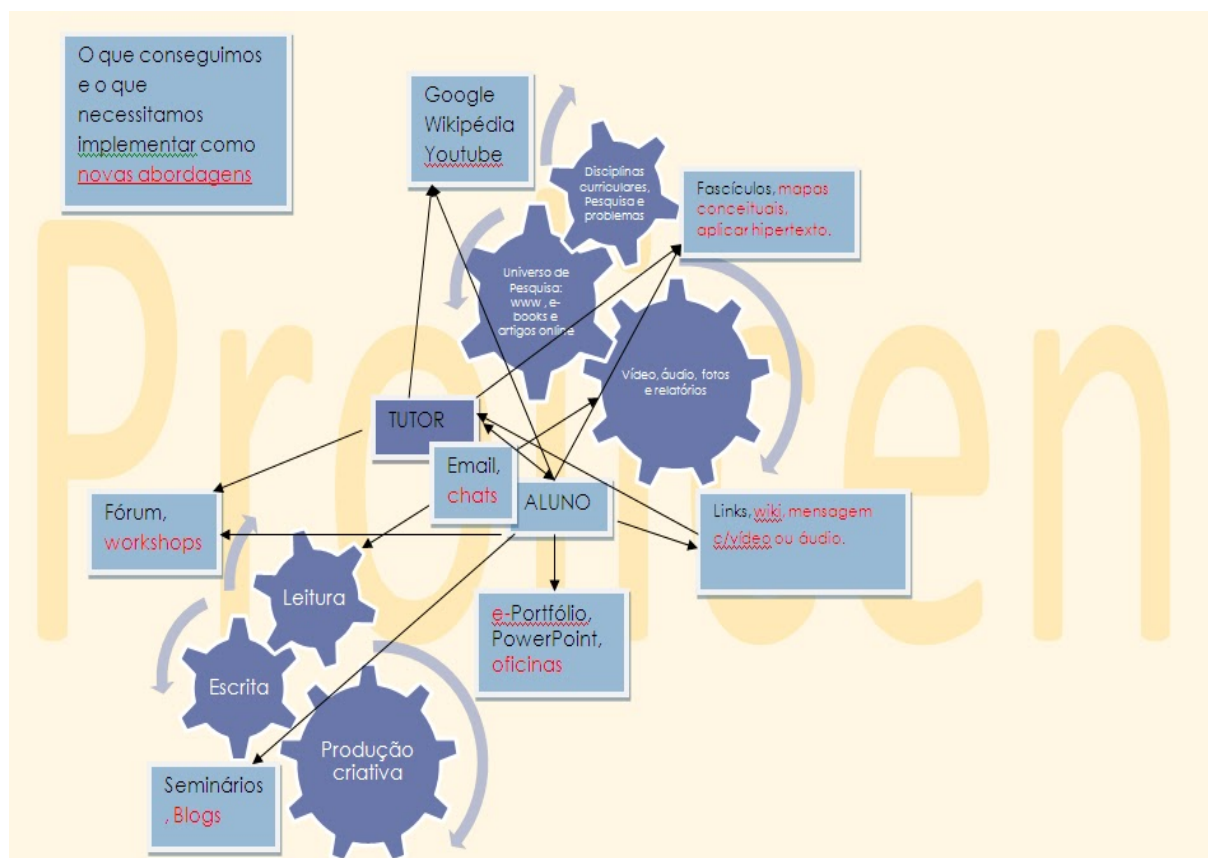 O que conseguimos
e o que
necessitamos
implementar como
novas abordagens
Google
Wikipédia
Youtube
Disciplinas
curriculares,
Pesquisa e
problemas
Fascículos, mapas
conceituais,
aplicar hipertexto.
Universo de
Pesquisa:
www , e-
books e
artigos online
Vídeo, áudio, fotos
e relatórios
TUTOR
Email,
chats
ALUNO
Fórum,
workshops
Links, wiki, mensagem
c/vídeo ou áudio.
Leitura
e-Portfólio,
PowerPoint,
oficinas
Escrita
Produção
criativa
Seminários
, Blogs